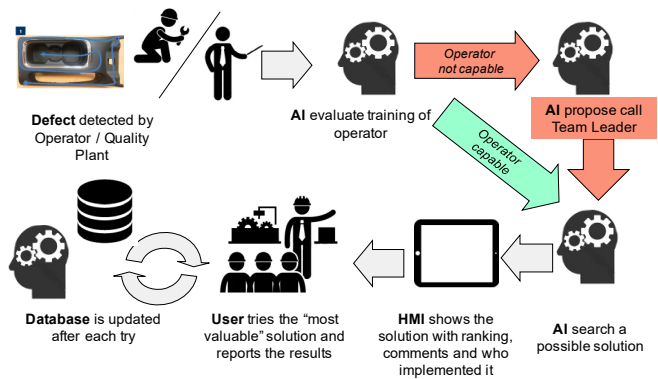 Defect detected by
Operator / Quality
Plant
AI evaluate training of
operator
Operator
not capable
AI propose call
Team Leader
Operator
capable
Database is updated
after each try
User tries the “most
valuable” solution and
reports the results
HMI shows the
solution with ranking,
comments and who
implemented it
AI search a
possible solution